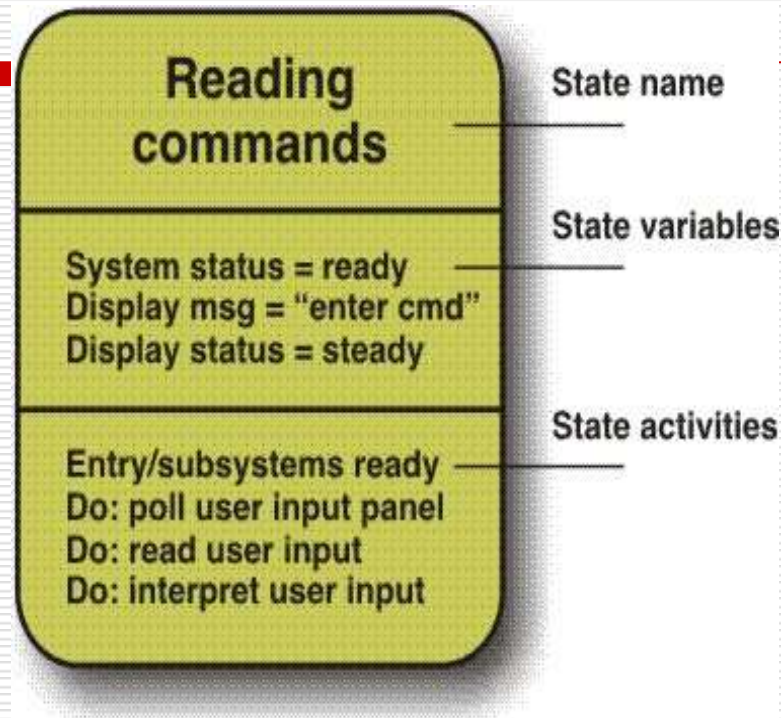 Reading
commands
State name
System status = ready
Display msg = “enter cmd”
Display status = steady
State variables
Entry/subsystems ready
Do: poll user input panel
Do: read user input
Do: interpret user input
State activities